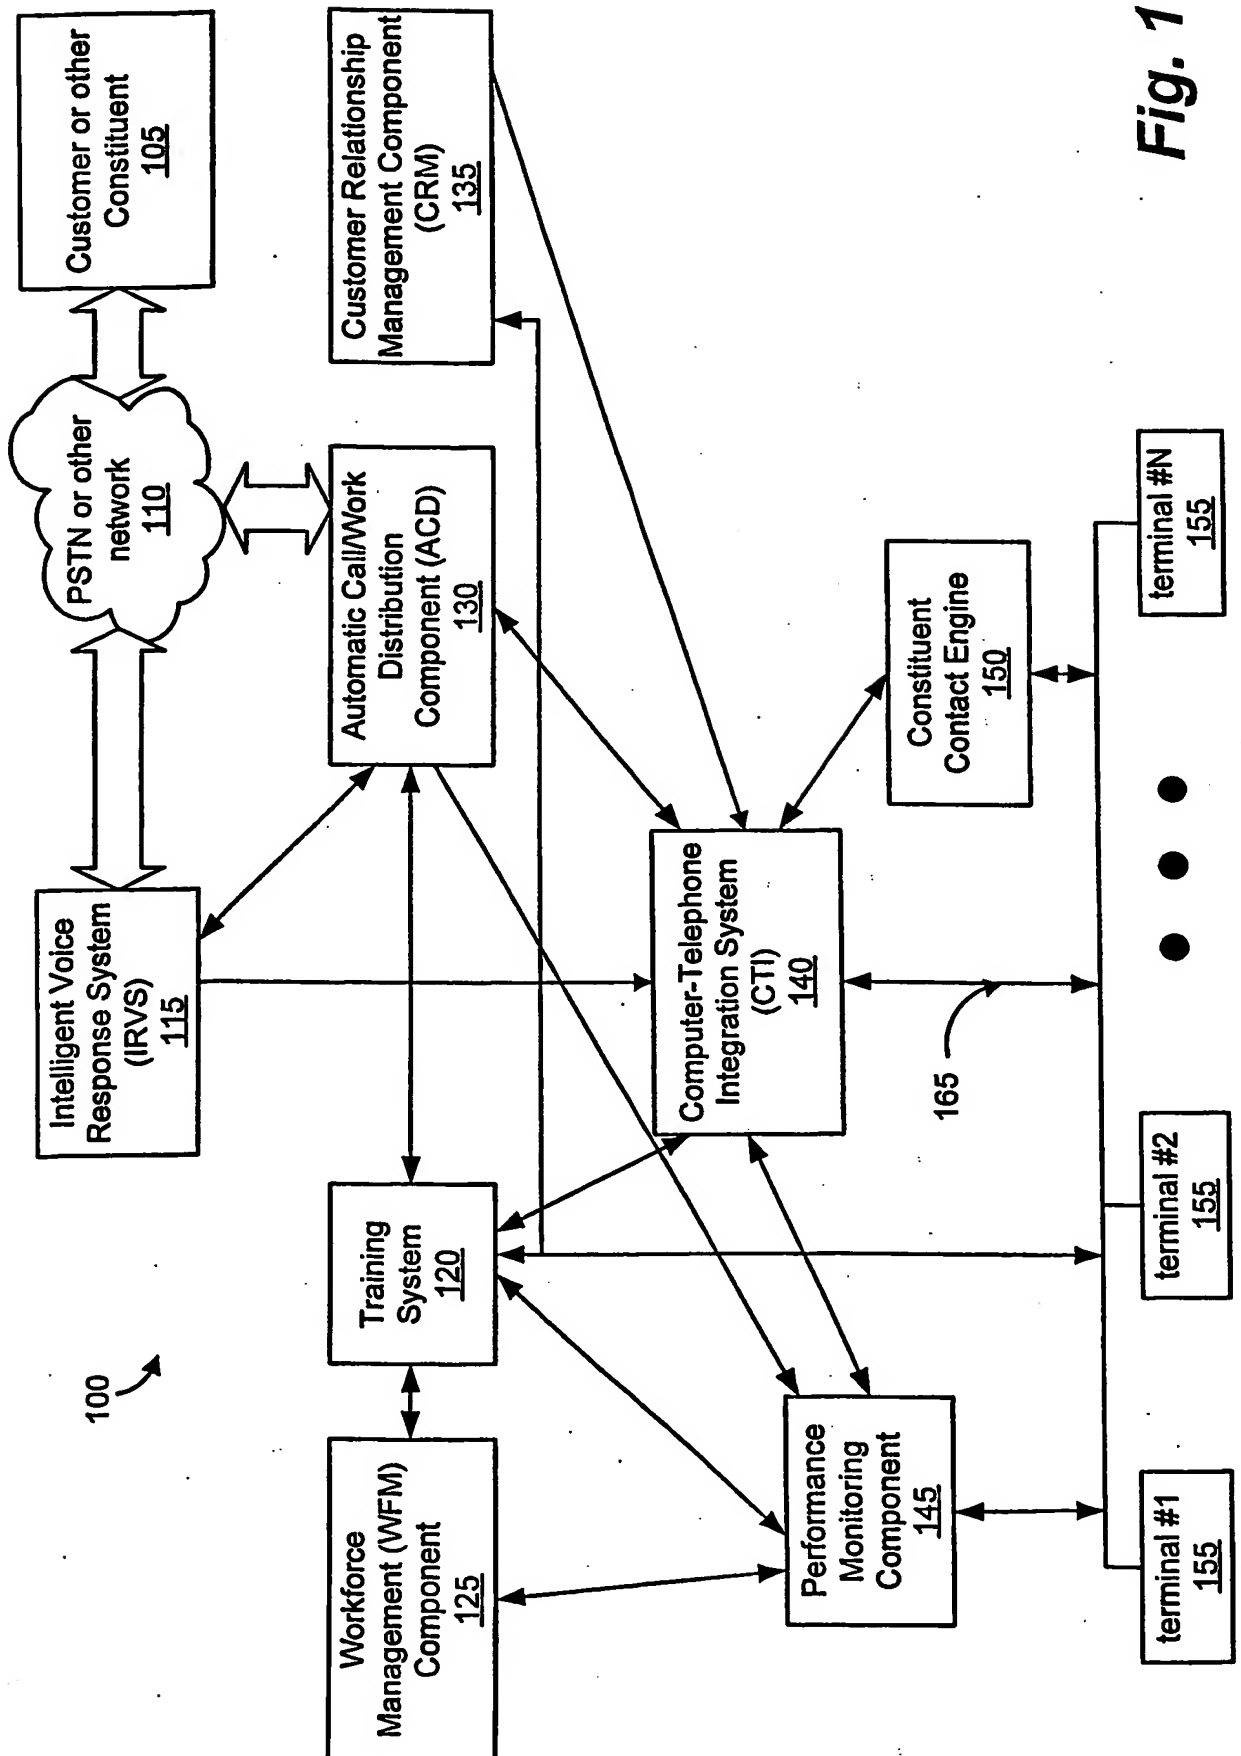 100
Intelligent Voice
Response System
(IRVS)
115
PSTN or other
network
110
Customer or other
Constituent
105
Workforce
Management (WFM)
Component
125
Training
System
120
Automatic Call/Work
Distribution
Component (ACD)
130
Customer Relationship
Management Component
(CRM)
135
Performance
Monitoring
Component
145
Computer-Telephone
Integration System
(CTI)
140
Constituent
Contact Engine
150
165
terminal #1
155
terminal #2
155
terminal #N
155
Fig. 1